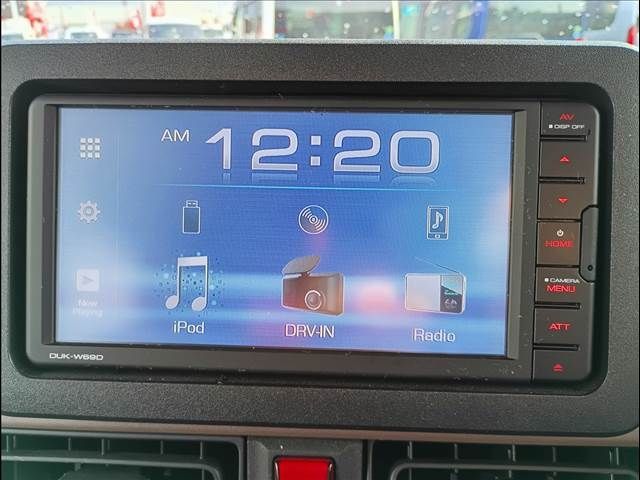 AM 12:20
Now
Playing
iPod
DRV-IN
Radio
DUK-W69D
AV
DISP OFF
HOME
CAMERA
MENU
ATT